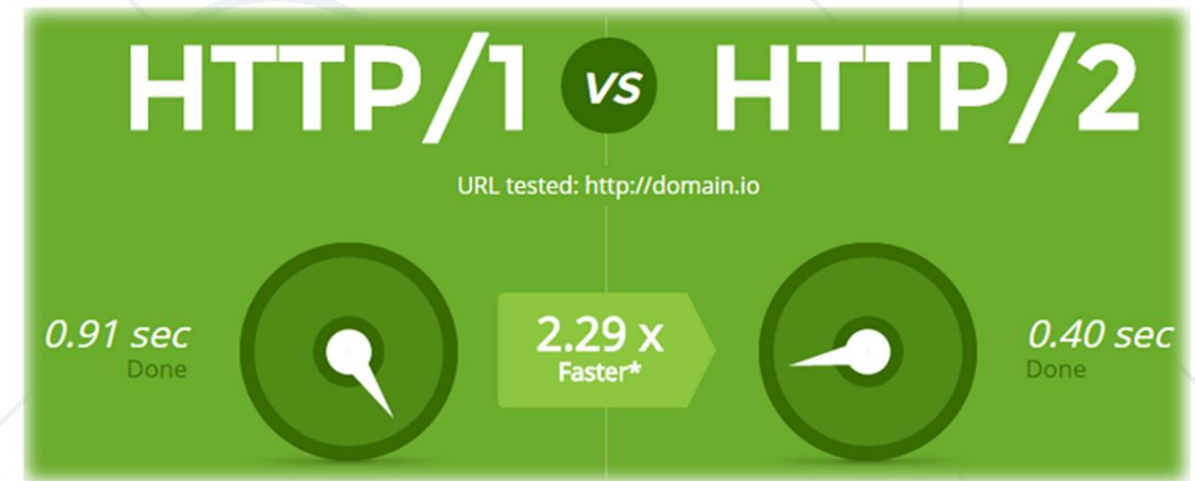 HTTP/1 VS HTTP/2
URL tested: http://domain.io
0.91 sec
Done
2.29 x
Faster*
0.40 sec
Done